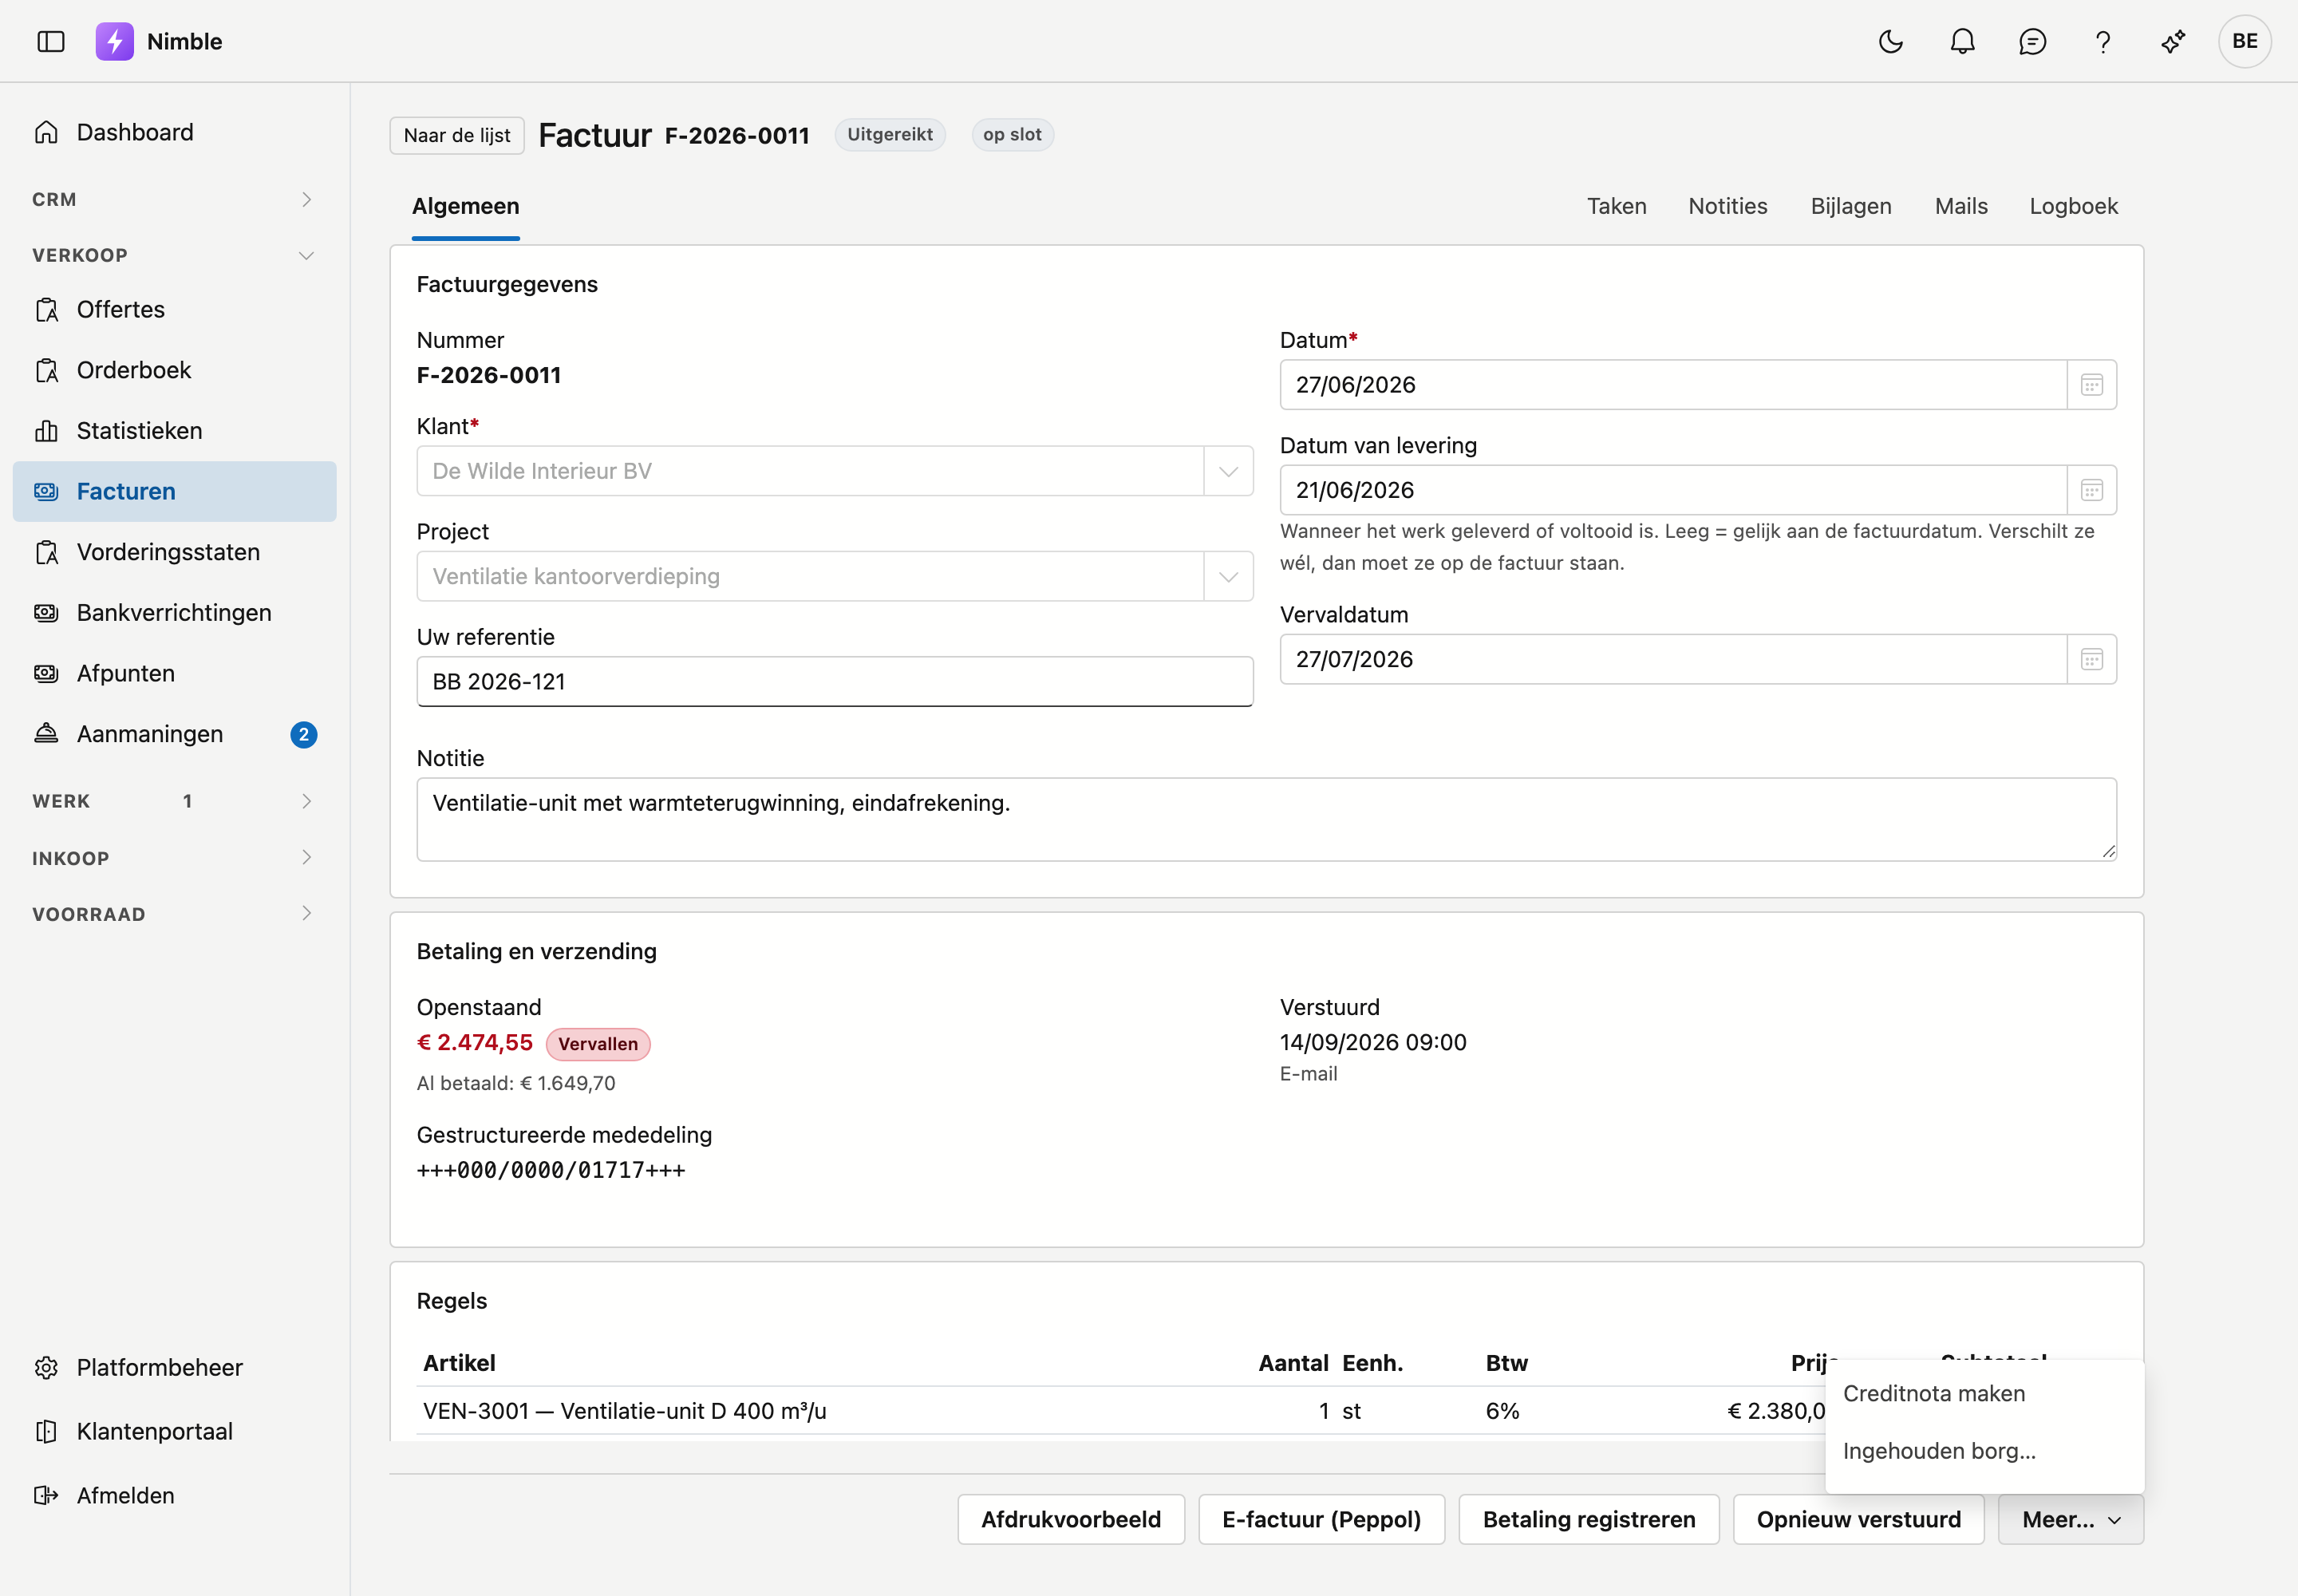 Nimble
BE
Dashboard
CRM
VERKOOP
Offertes
Orderboek
Statistieken
Facturen
Vorderingsstaten
Bankverrichtingen
Afpunten
Aanmaningen 2
WERK 1
INKOOP
VOORRAAD
Platformbeheer
Klantenportaal
Afmelden
Naar de lijst Factuur F-2026-0011 Uitgereikt op slot
Algemeen Taken Notities Bijlagen Mails Logboek
Factuurgegevens
Nummer
F-2026-0011
Klant*
De Wilde Interieur BV
Project
Ventilatie kantoorverdieping
Uw referentie
BB 2026-121
Datum*
27/06/2026
Datum van levering
21/06/2026
Wanneer het werk geleverd of voltooid is. Leeg = gelijk aan de factuurdatum. Verschilt ze
wél, dan moet ze op de factuur staan.
Vervaldatum
27/07/2026
Notitie
Ventilatie-unit met warmteterugwinning, eindafrekening.
Betaling en verzending
Openstaand
€ 2.474,55 Vervallen
Al betaald: € 1.649,70
Gestructureerde mededeling
+++000/0000/01717+++
Verstuurd
14/09/2026 09:00
E-mail
Regels
Artikel Aantal Eenh. Btw Prijs
VEN-3001 — Ventilatie-unit D 400 m³/u 1 st 6% € 2.380,0
Creditnota maken
Ingehouden borg...
Afdrukvoorbeeld E-factuur (Peppol) Betaling registreren Opnieuw verstuurd Meer...